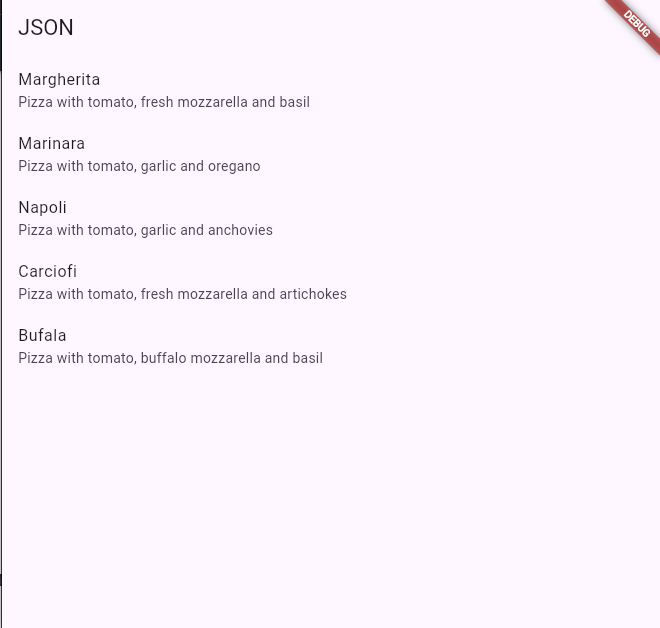 JSON
DEBUG
Margherita
Pizza with tomato, fresh mozzarella and basil
Marinara
Pizza with tomato, garlic and oregano
Napoli
Pizza with tomato, garlic and anchovies
Carciofi
Pizza with tomato, fresh mozzarella and artichokes
Bufala
Pizza with tomato, buffalo mozzarella and basil